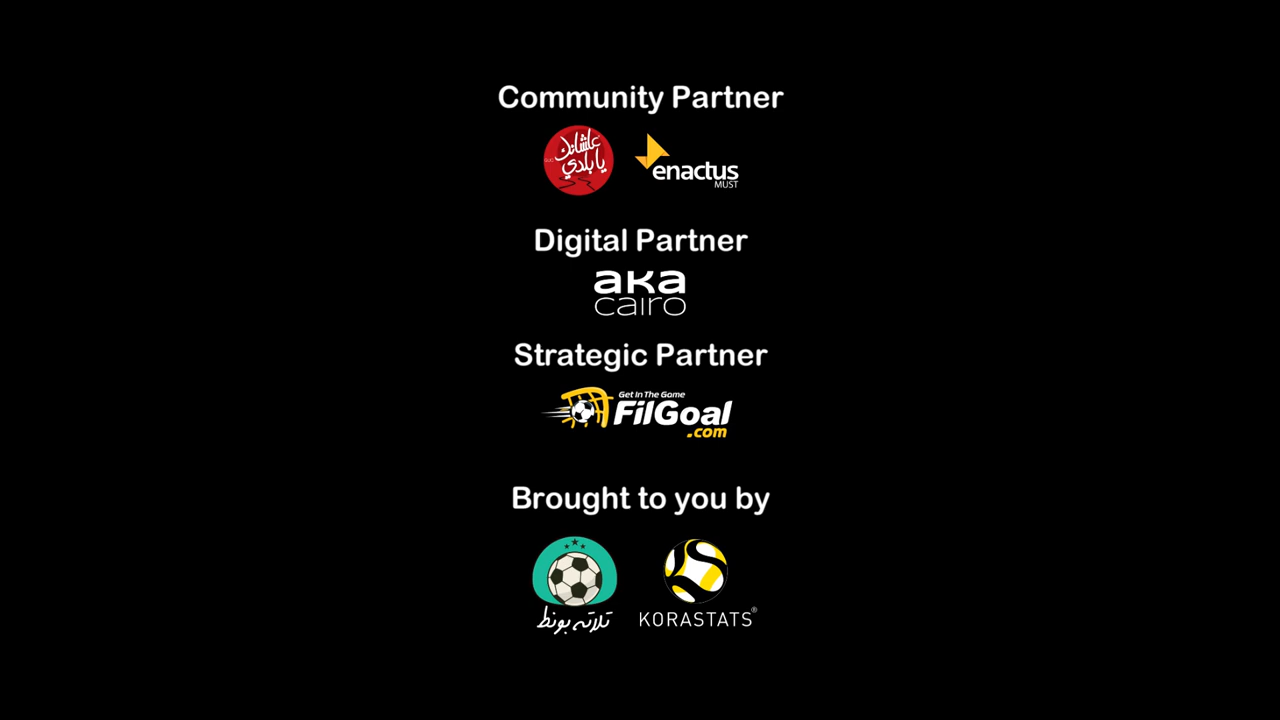 Community Partner
علشانك
يا بلدي
enactus
MUST
Digital Partner
aka
cairo
Strategic Partner
Get In The Game
FilGoal
.com
Brought to you by
تلاته بونط
KORASTATS®